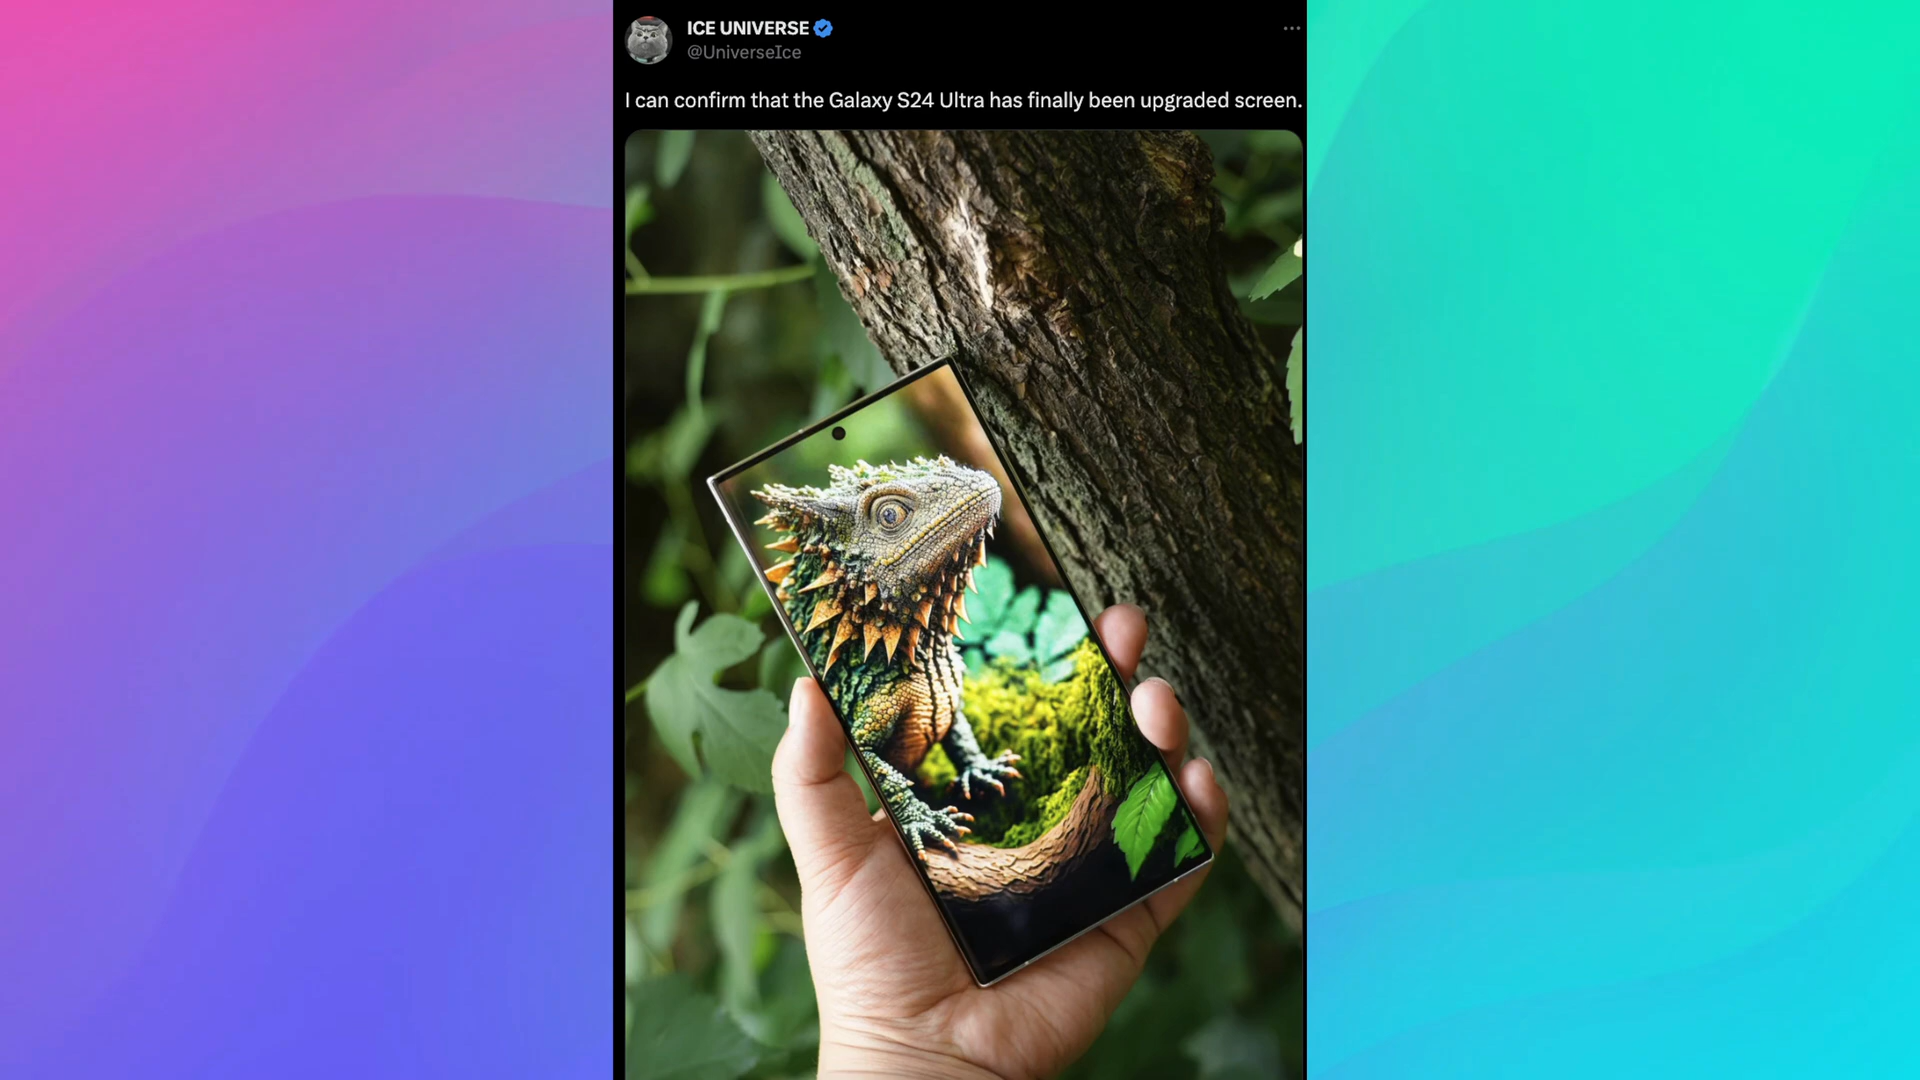 ICE UNIVERSE
@UniverseIce
I can confirm that the Galaxy S24 Ultra has finally been upgraded screen.